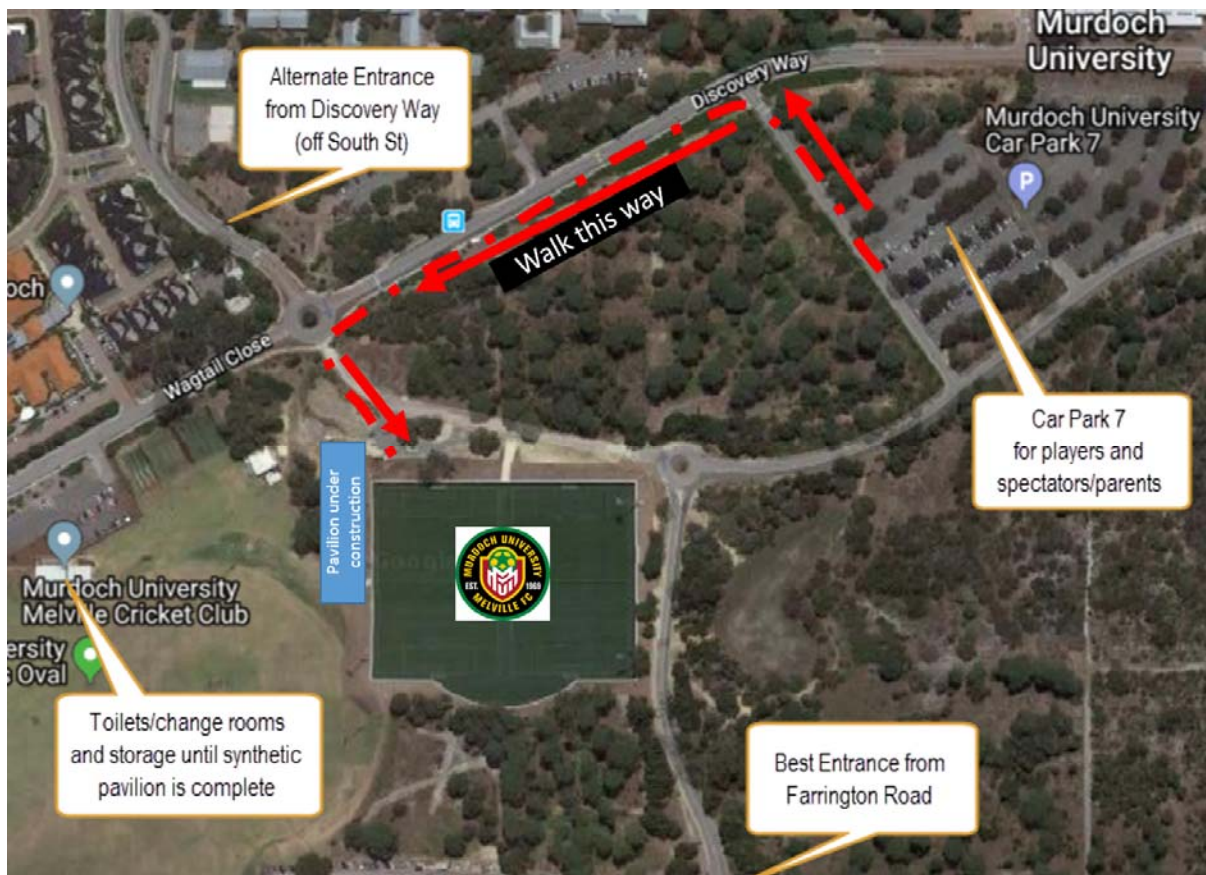 Murdoch
University
Alternate Entrance
from Discovery Way
(off South St)
Discovery Way
Murdoch University
Car Park 7
P
Walk this way
och
Wagtail Close
Car Park 7
for players and
spectators/parents
Pavilion under
construction
MURDOCH UNIVERSITY
EST. 1969
MELVILLE FC
Murdoch University
Melville Cricket Club
ersity
s Oval
Toilets/change rooms
and storage until synthetic
pavilion is complete
Best Entrance from
Farrington Road